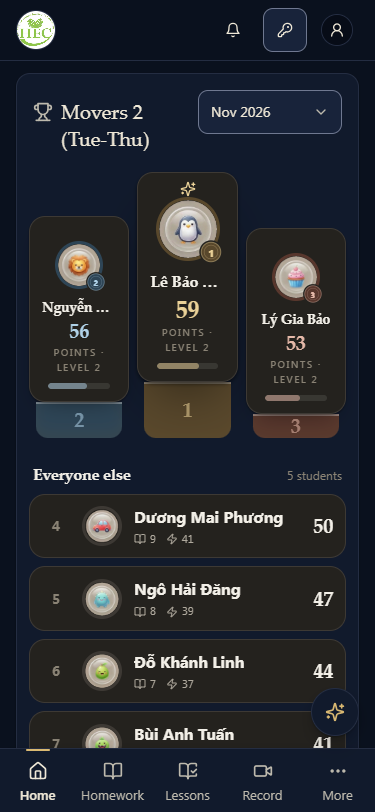 HEC
Movers 2
(Tue-Thu)
Nov 2026
1
Lê Bảo ...
59
POINTS ·
LEVEL 2
1
2
Nguyễn ...
56
POINTS ·
LEVEL 2
2
3
Lý Gia Bảo
53
POINTS ·
LEVEL 2
3
Everyone else
5 students
4
Dương Mai Phương
9 41
50
5
Ngô Hải Đăng
8 39
47
6
Đỗ Khánh Linh
7 37
44
7
Bùi Anh Tuấn
41
Home
Homework
Lessons
Record
More